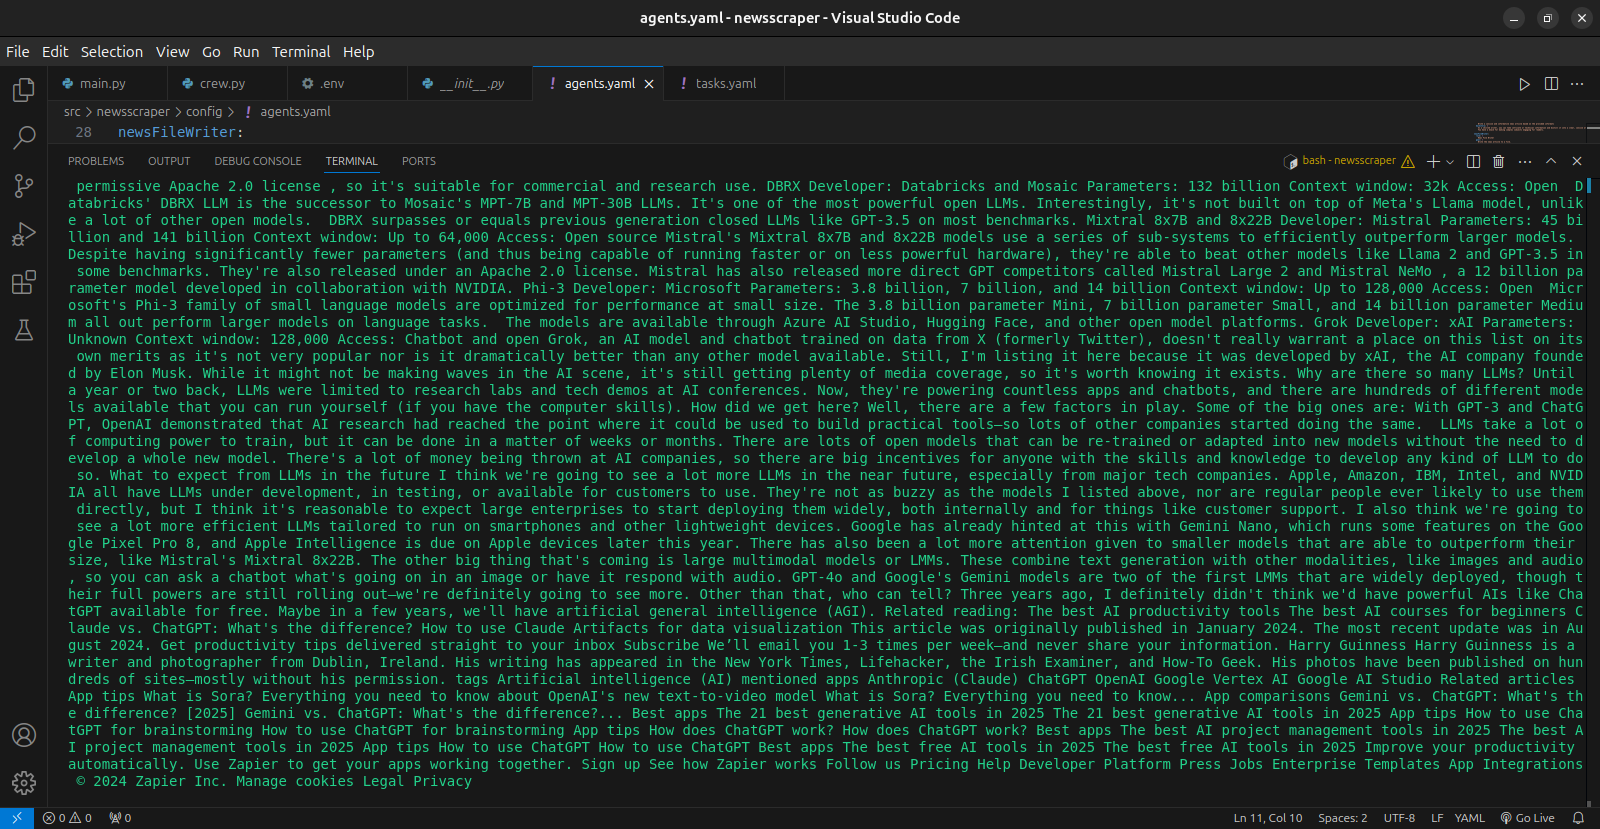 agents.yaml - newsscraper - Visual Studio Code
File Edit Selection View Go Run Terminal Help
main.py crew.py .env __init__.py agents.yaml tasks.yaml
src > newsscraper > config > ! agents.yaml
28 newsFileWriter:
PROBLEMS OUTPUT DEBUG CONSOLE TERMINAL PORTS bash - newsscraper
permissive Apache 2.0 license , so it's suitable for commercial and research use. DBRX Developer: Databricks and Mosaic Parameters: 132 billion Context window: 32k Access: Open  D
atabricks' DBRX LLM is the successor to Mosaic's MPT-7B and MPT-30B LLMs. It's one of the most powerful open LLMs. Interestingly, it's not built on top of Meta's Llama model, unlik
e a lot of other open models.  DBRX surpasses or equals previous generation closed LLMs like GPT-3.5 on most benchmarks. Mixtral 8x7B and 8x22B Developer: Mistral Parameters: 45 bi
llion and 141 billion Context window: Up to 64,000 Access: Open source Mistral's Mixtral 8x7B and 8x22B models use a series of sub-systems to efficiently outperform larger models.
Despite having significantly fewer parameters (and thus being capable of running faster or on less powerful hardware), they're able to beat other models like Llama 2 and GPT-3.5 in
some benchmarks. They're also released under an Apache 2.0 license. Mistral has also released more direct GPT competitors called Mistral Large 2 and Mistral NeMo , a 12 billion pa
rameter model developed in collaboration with NVIDIA. Phi-3 Developer: Microsoft Parameters: 3.8 billion, 7 billion, and 14 billion Context window: Up to 128,000 Access: Open  Micr
osoft's Phi-3 family of small language models are optimized for performance at small size. The 3.8 billion parameter Mini, 7 billion parameter Small, and 14 billion parameter Mediu
m all out perform larger models on language tasks.  The models are available through Azure AI Studio, Hugging Face, and other open model platforms. Grok Developer: xAI Parameters:
Unknown Context window: 128,000 Access: Chatbot and open Grok, an AI model and chatbot trained on data from X (formerly Twitter), doesn't really warrant a place on this list on its
own merits as it's not very popular nor is it dramatically better than any other model available. Still, I'm listing it here because it was developed by xAI, the AI company founde
d by Elon Musk. While it might not be making waves in the AI scene, it's still getting plenty of media coverage, so it's worth knowing it exists. Why are there so many LLMs? Until
a year or two back, LLMs were limited to research labs and tech demos at AI conferences. Now, they're powering countless apps and chatbots, and there are hundreds of different mode
ls available that you can run yourself (if you have the computer skills). How did we get here? Well, there are a few factors in play. Some of the big ones are: With GPT-3 and ChatG
PT, OpenAI demonstrated that AI research had reached the point where it could be used to build practical tools—so lots of other companies started doing the same.  LLMs take a lot o
f computing power to train, but it can be done in a matter of weeks or months. There are lots of open models that can be re-trained or adapted into new models without the need to d
evelop a whole new model. There's a lot of money being thrown at AI companies, so there are big incentives for anyone with the skills and knowledge to develop any kind of LLM to do
so. What to expect from LLMs in the future I think we're going to see a lot more LLMs in the near future, especially from major tech companies. Apple, Amazon, IBM, Intel, and NVID
IA all have LLMs under development, in testing, or available for customers to use. They're not as buzzy as the models I listed above, nor are regular people ever likely to use them
directly, but I think it's reasonable to expect large enterprises to start deploying them widely, both internally and for things like customer support. I also think we're going to
see a lot more efficient LLMs tailored to run on smartphones and other lightweight devices. Google has already hinted at this with Gemini Nano, which runs some features on the Goo
gle Pixel Pro 8, and Apple Intelligence is due on Apple devices later this year. There has also been a lot more attention given to smaller models that are able to outperform their
size, like Mistral's Mixtral 8x22B. The other big thing that's coming is large multimodal models or LMMs. These combine text generation with other modalities, like images and audio
, so you can ask a chatbot what's going on in an image or have it respond with audio. GPT-4o and Google's Gemini models are two of the first LMMs that are widely deployed, though t
heir full powers are still rolling out—we're definitely going to see more. Other than that, who can tell? Three years ago, I definitely didn't think we'd have powerful AIs like Cha
tGPT available for free. Maybe in a few years, we'll have artificial general intelligence (AGI). Related reading: The best AI productivity tools The best AI courses for beginners C
laude vs. ChatGPT: What's the difference? How to use Claude Artifacts for data visualization This article was originally published in January 2024. The most recent update was in Au
gust 2024. Get productivity tips delivered straight to your inbox Subscribe We’ll email you 1-3 times per week—and never share your information. Harry Guinness Harry Guinness is a
writer and photographer from Dublin, Ireland. His writing has appeared in the New York Times, Lifehacker, the Irish Examiner, and How-To Geek. His photos have been published on hun
dreds of sites—mostly without his permission. tags Artificial intelligence (AI) mentioned apps Anthropic (Claude) ChatGPT OpenAI Google Vertex AI Google AI Studio Related articles
App tips What is Sora? Everything you need to know about OpenAI's new text-to-video model What is Sora? Everything you need to know... App comparisons Gemini vs. ChatGPT: What's th
e difference? [2025] Gemini vs. ChatGPT: What's the difference?... Best apps The 21 best generative AI tools in 2025 The 21 best generative AI tools in 2025 App tips How to use Cha
tGPT for brainstorming How to use ChatGPT for brainstorming App tips How does ChatGPT work? How does ChatGPT work? Best apps The best AI project management tools in 2025 The best A
I project management tools in 2025 App tips How to use ChatGPT How to use ChatGPT Best apps The best free AI tools in 2025 The best free AI tools in 2025 Improve your productivity
automatically. Use Zapier to get your apps working together. Sign up See how Zapier works Follow us Pricing Help Developer Platform Press Jobs Enterprise Templates App Integrations
© 2024 Zapier Inc. Manage cookies Legal Privacy
0 0 0 Ln 11, Col 10 Spaces: 2 UTF-8 LF YAML Go Live